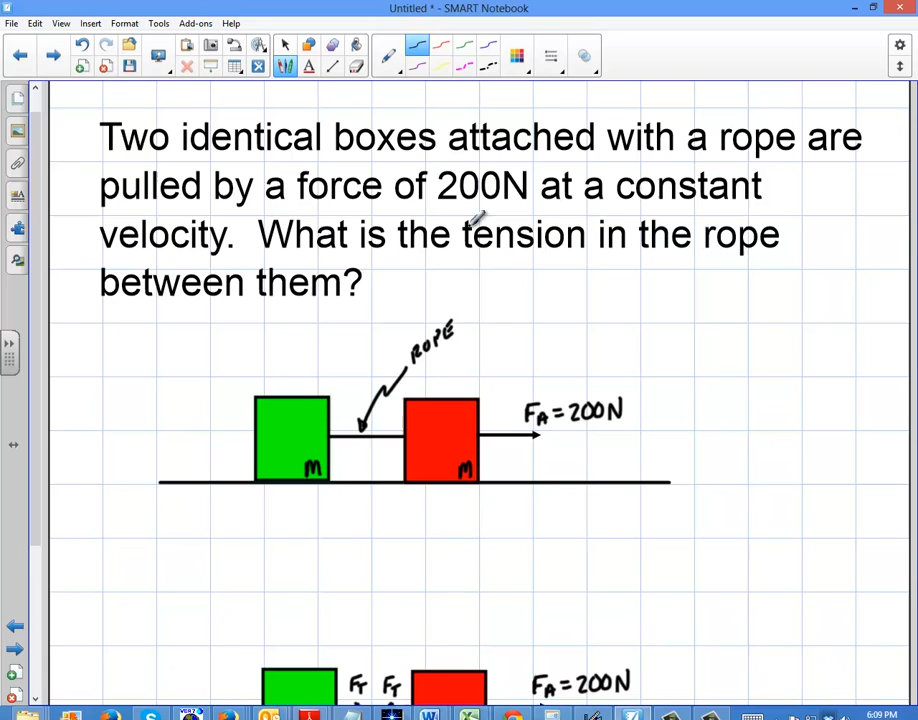 Untitled * - SMART Notebook
File Edit View Insert Format Tools Add-ons Help
Two identical boxes attached with a rope are
pulled by a force of 200N at a constant
velocity.  What is the tension in the rope
between them?
ROPE
FA = 200N
M M
FT FT FA = 200N
6:09 PM